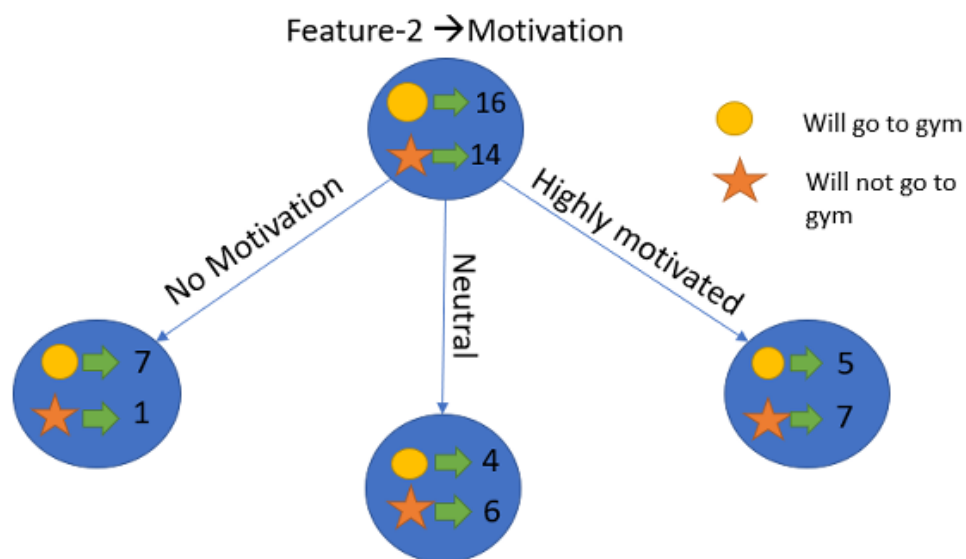 Feature-2 →Motivation
16
14
Will go to gym
Will not go to
gym
No Motivation
Neutral
Highly motivated
7
1
4
6
5
7